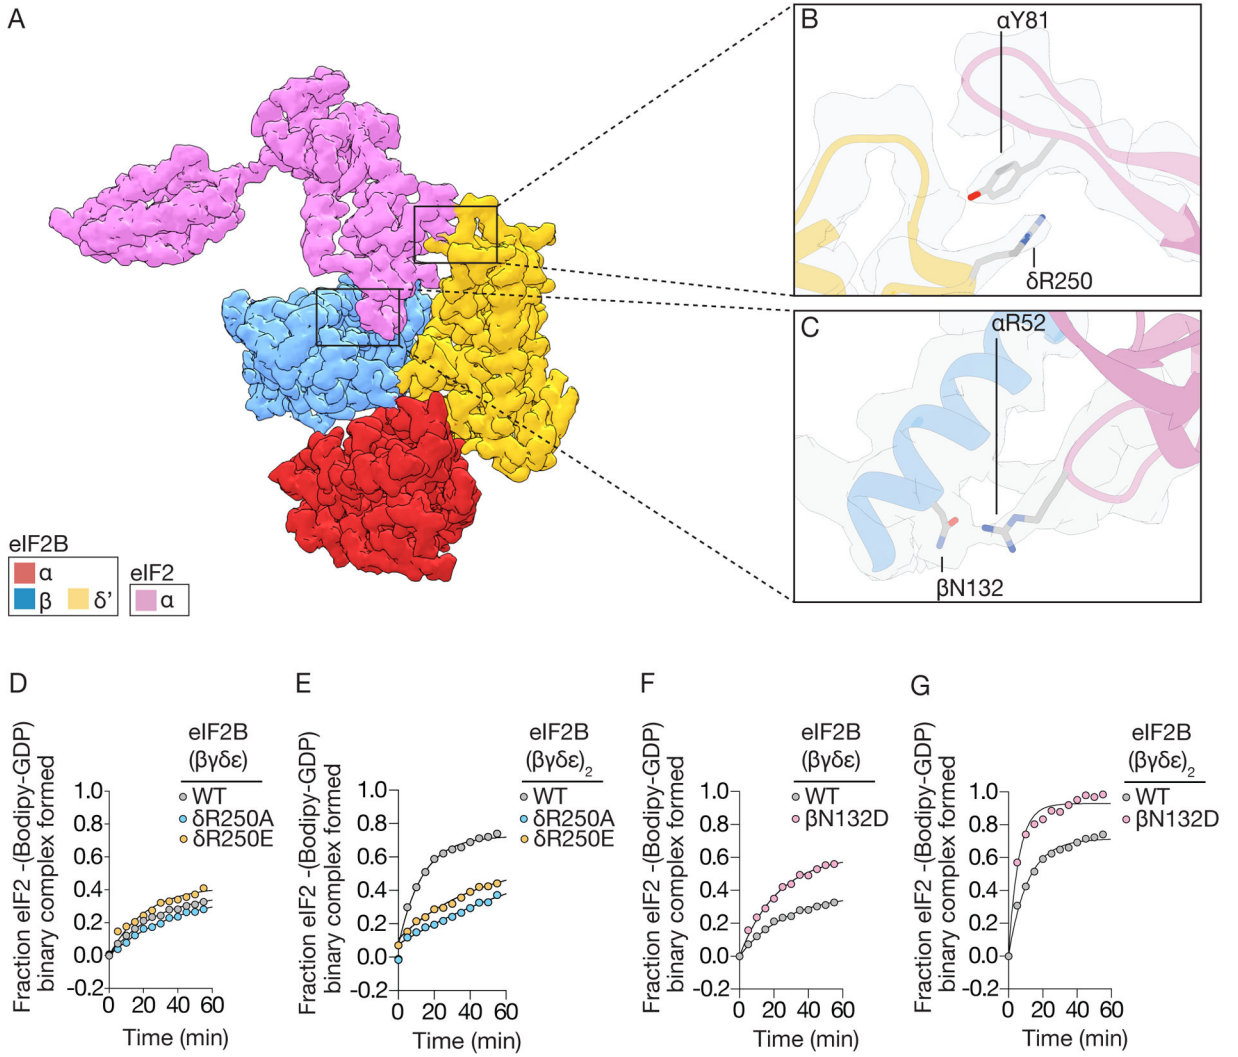 A
B
αY81
δR250
C
αR52
βN132
eIF2B
α
β δ’
eIF2
α
D
Fraction eIF2 -(Bodipy-GDP)
binary complex formed
eIF2B
(βγδε)
WT
δR250A
δR250E
1.0
0.8
0.6
0.4
0.2
0.0
-0.2
0 20 40 60
Time (min)
E
Fraction eIF2 -(Bodipy-GDP)
binary complex formed
eIF2B
(βγδε)₂
WT
δR250A
δR250E
1.0
0.8
0.6
0.4
0.2
0.0
-0.2
0 20 40 60
Time (min)
F
Fraction eIF2 -(Bodipy-GDP)
binary complex formed
eIF2B
(βγδε)
WT
βN132D
1.0
0.8
0.6
0.4
0.2
0.0
-0.2
0 20 40 60
Time (min)
G
Fraction eIF2 -(Bodipy-GDP)
binary complex formed
eIF2B
(βγδε)₂
WT
βN132D
1.0
0.8
0.6
0.4
0.2
0.0
-0.2
0 20 40 60
Time (min)